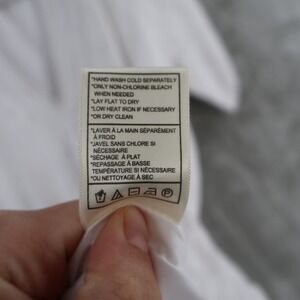 *HAND WASH COLD SEPARATELY
*ONLY NON-CHLORINE BLEACH
WHEN NEEDED
*LAY FLAT TO DRY
*LOW HEAT IRON IF NECESSARY
*OR DRY CLEAN
*LAVER À LA MAIN SÉPARÉMENT
À FROID
*JAVEL SANS CHLORE SI
NÉCESSAIRE
*SÉCHAGE À PLAT
*REPASSAGE À BASSE
TEMPÉRATURE SI NÉCESSAIRE
*OU NETTOYAGE À SEC
P